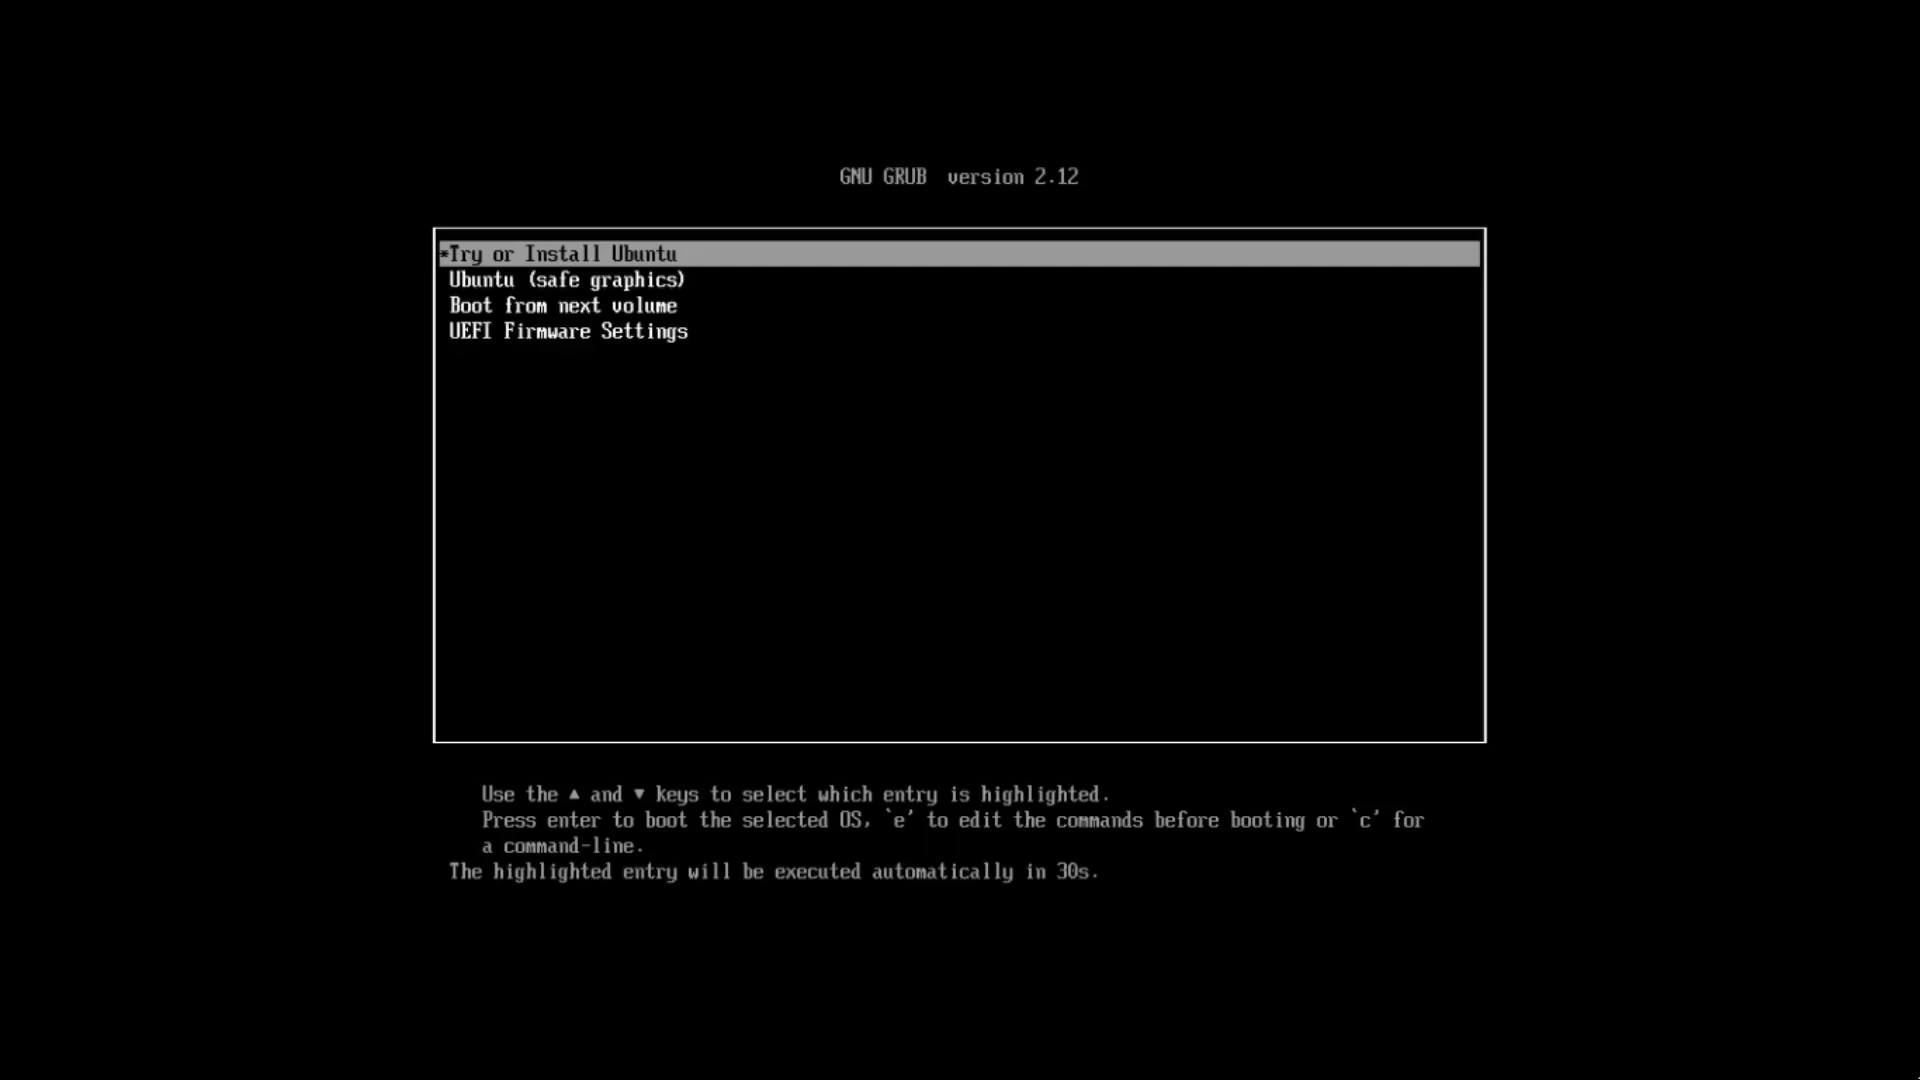 GNU GRUB  version 2.12
*Try or Install Ubuntu
Ubuntu (safe graphics)
Boot from next volume
UEFI Firmware Settings
Use the ▲ and ▼ keys to select which entry is highlighted.
Press enter to boot the selected OS, `e' to edit the commands before booting or `c' for
a command-line.
The highlighted entry will be executed automatically in 30s.